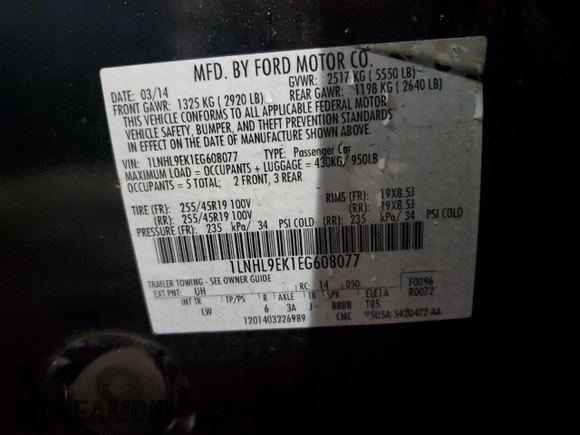 MFD. BY FORD MOTOR CO.
DATE: 03/14 GVWR: 2517 KG ( 5550 LB)
FRONT GAWR: 1325 KG ( 2920 LB) REAR GAWR: 1198 KG ( 2640 LB)
THIS VEHICLE CONFORMS TO ALL APPLICABLE FEDERAL MOTOR
VEHICLE SAFETY, BUMPER, AND THEFT PREVENTION STANDARDS
IN EFFECT ON THE DATE OF MANUFACTURE SHOWN ABOVE.
VIN: 1LNHL9EK1EG608077 TYPE: Passenger Car
MAXIMUM LOAD = OCCUPANTS + LUGGAGE = 430KG/ 950LB
OCCUPANTS = 5 TOTAL; 2 FRONT, 3 REAR
TIRE (FR): 255/45R19 100V RIMS (FR): 19X8.5J
(RR): 255/45R19 100V (RR): 19X8.5J
PRESSURE (FR): 235 kPa/ 34 PSI COLD (RR): 235 kPa/ 34 PSI COLD
1LNHL9EK1EG608077
TRAILER TOWING - SEE OWNER GUIDE
EXT PNT: UH RC: 14 DSO: F0096
R0072
INT TR TP/PS R AXLE TR SPR ELE1A
LW 6 3A J- BBBB T05
1201403226989 CMC 5U5A-5420472-AA